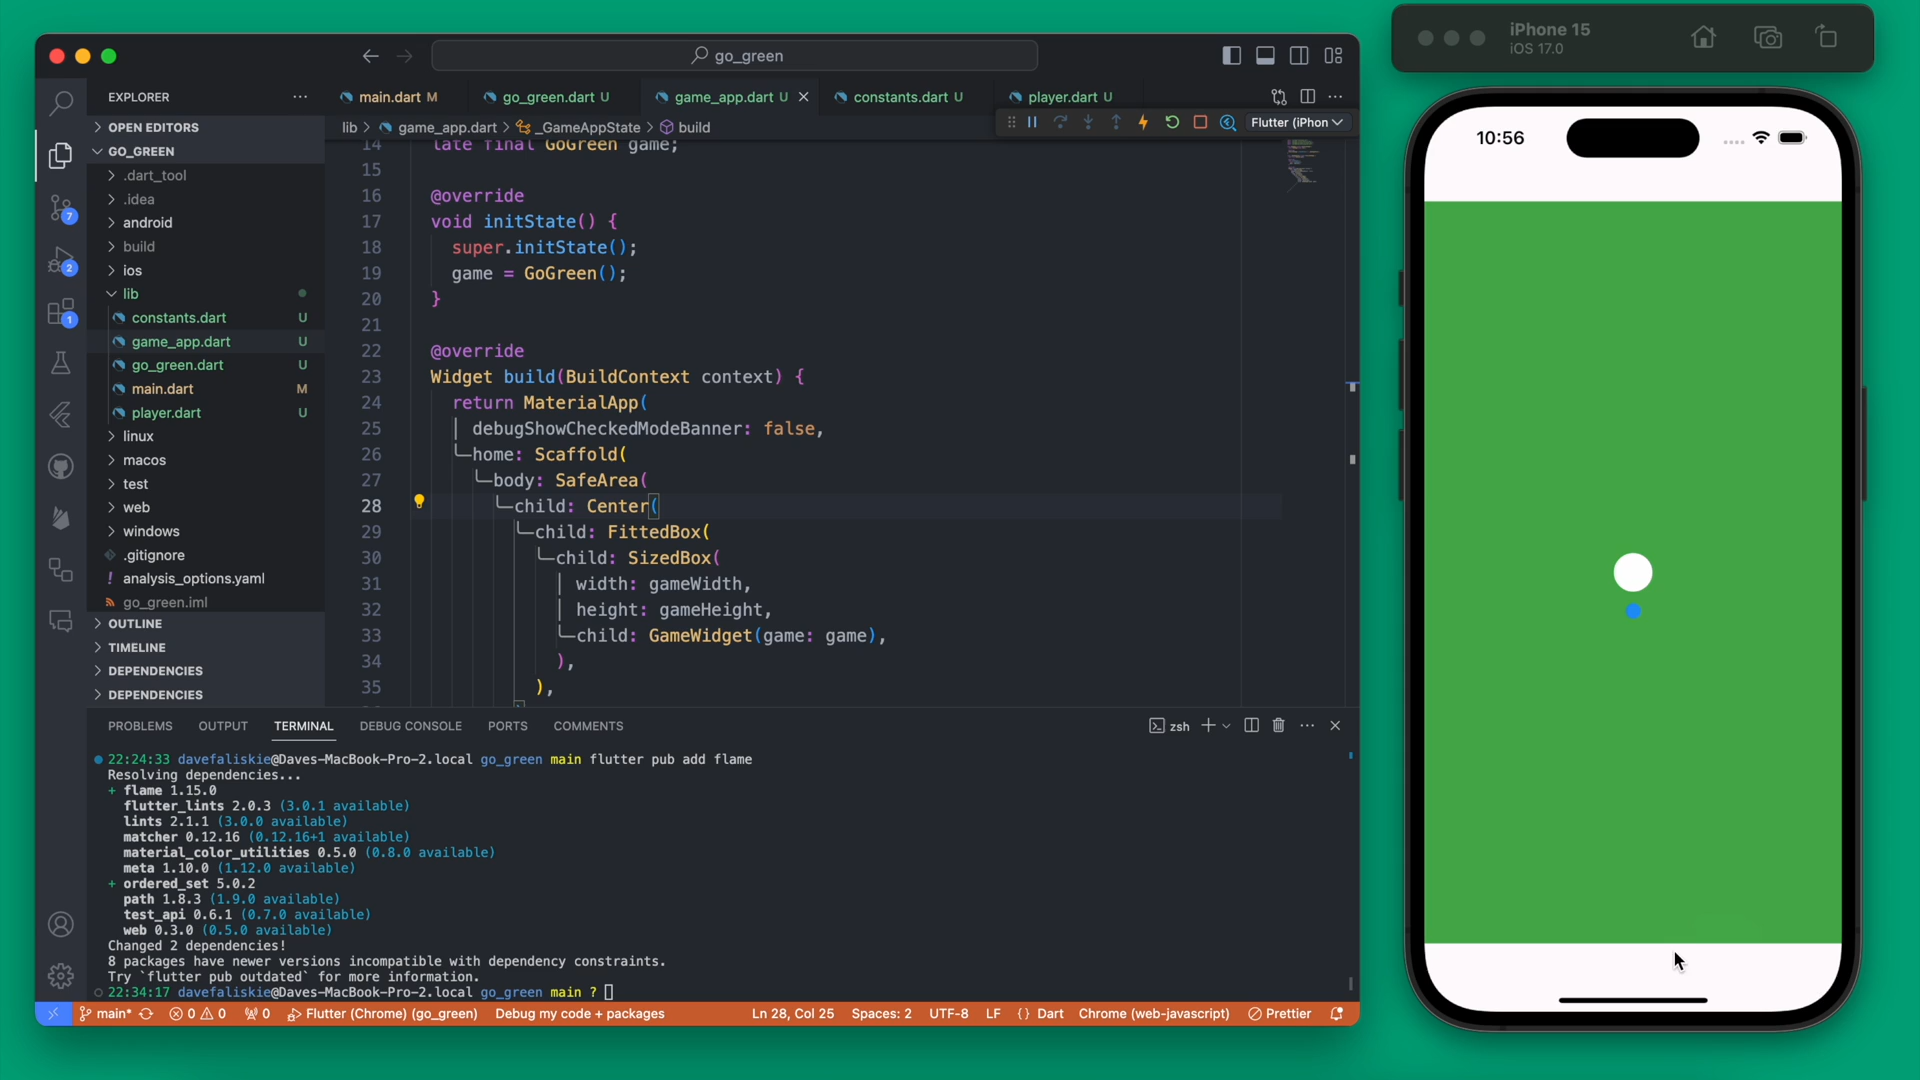 go_green
EXPLORER
OPEN EDITORS
GO_GREEN
.dart_tool
.idea
android
build
ios
lib
constants.dart U
game_app.dart U
go_green.dart U
main.dart M
player.dart U
linux
macos
test
web
windows
.gitignore
! analysis_options.yaml
go_green.iml
OUTLINE
TIMELINE
DEPENDENCIES
DEPENDENCIES
7
2
1
main.dart M
go_green.dart U
game_app.dart U
constants.dart U
player.dart U
lib > game_app.dart > _GameAppState > build
Flutter (iPhon
14 late final GoGreen game;
15
16 @override
17 void initState() {
18 super.initState();
19 game = GoGreen();
20 }
21
22 @override
23 Widget build(BuildContext context) {
24 return MaterialApp(
25 debugShowCheckedModeBanner: false,
26 home: Scaffold(
27 body: SafeArea(
28 child: Center(
29 child: FittedBox(
30 child: SizedBox(
31 width: gameWidth,
32 height: gameHeight,
33 child: GameWidget(game: game),
34 ),
35 ),
PROBLEMS OUTPUT TERMINAL DEBUG CONSOLE PORTS COMMENTS
zsh
22:24:33 davefaliskie@Daves-MacBook-Pro-2.local go_green main flutter pub add flame
Resolving dependencies...
+ flame 1.15.0
flutter_lints 2.0.3 (3.0.1 available)
lints 2.1.1 (3.0.0 available)
matcher 0.12.16 (0.12.16+1 available)
material_color_utilities 0.5.0 (0.8.0 available)
meta 1.10.0 (1.12.0 available)
+ ordered_set 5.0.2
path 1.8.3 (1.9.0 available)
test_api 0.6.1 (0.7.0 available)
web 0.3.0 (0.5.0 available)
Changed 2 dependencies!
8 packages have newer versions incompatible with dependency constraints.
Try `flutter pub outdated` for more information.
22:34:17 davefaliskie@Daves-MacBook-Pro-2.local go_green main ?
main* 0 0 0 Flutter (Chrome) (go_green) Debug my code + packages Ln 28, Col 25 Spaces: 2 UTF-8 LF {} Dart Chrome (web-javascript) Prettier
iPhone 15
iOS 17.0
10:56